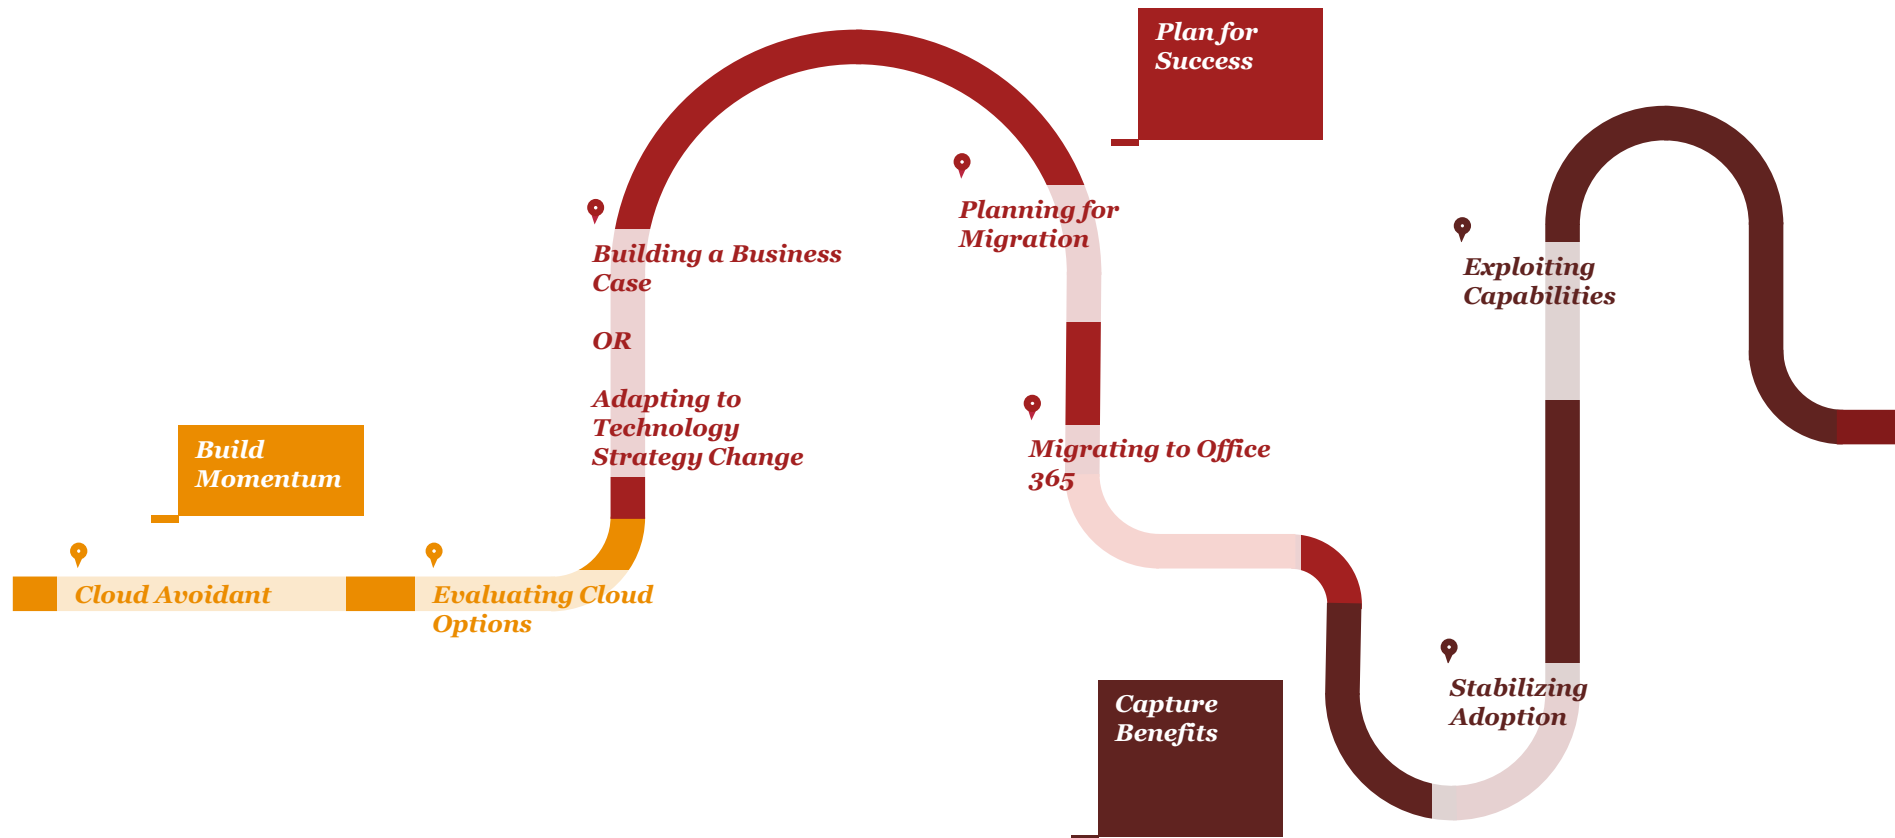 Build
Momentum
Cloud Avoidant
Evaluating Cloud
Options
Building a Business
Case
OR
Adapting to
Technology
Strategy Change
Plan for
Success
Planning for
Migration
Migrating to Office
365
Capture
Benefits
Stabilizing
Adoption
Exploiting
Capabilities